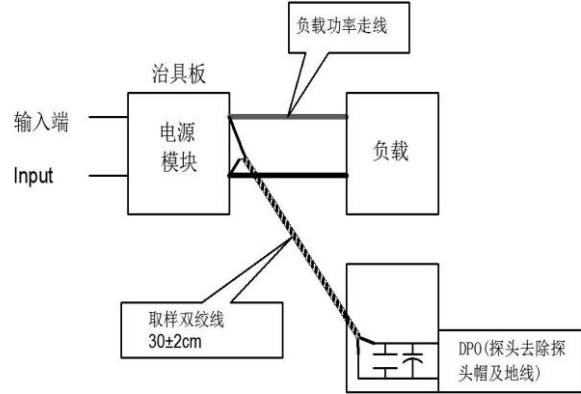 负载功率走线
治具板
输入端
电源
模块
负载
Input
取样双绞线
30±2cm
DPO(探头去除探
头帽及地线)